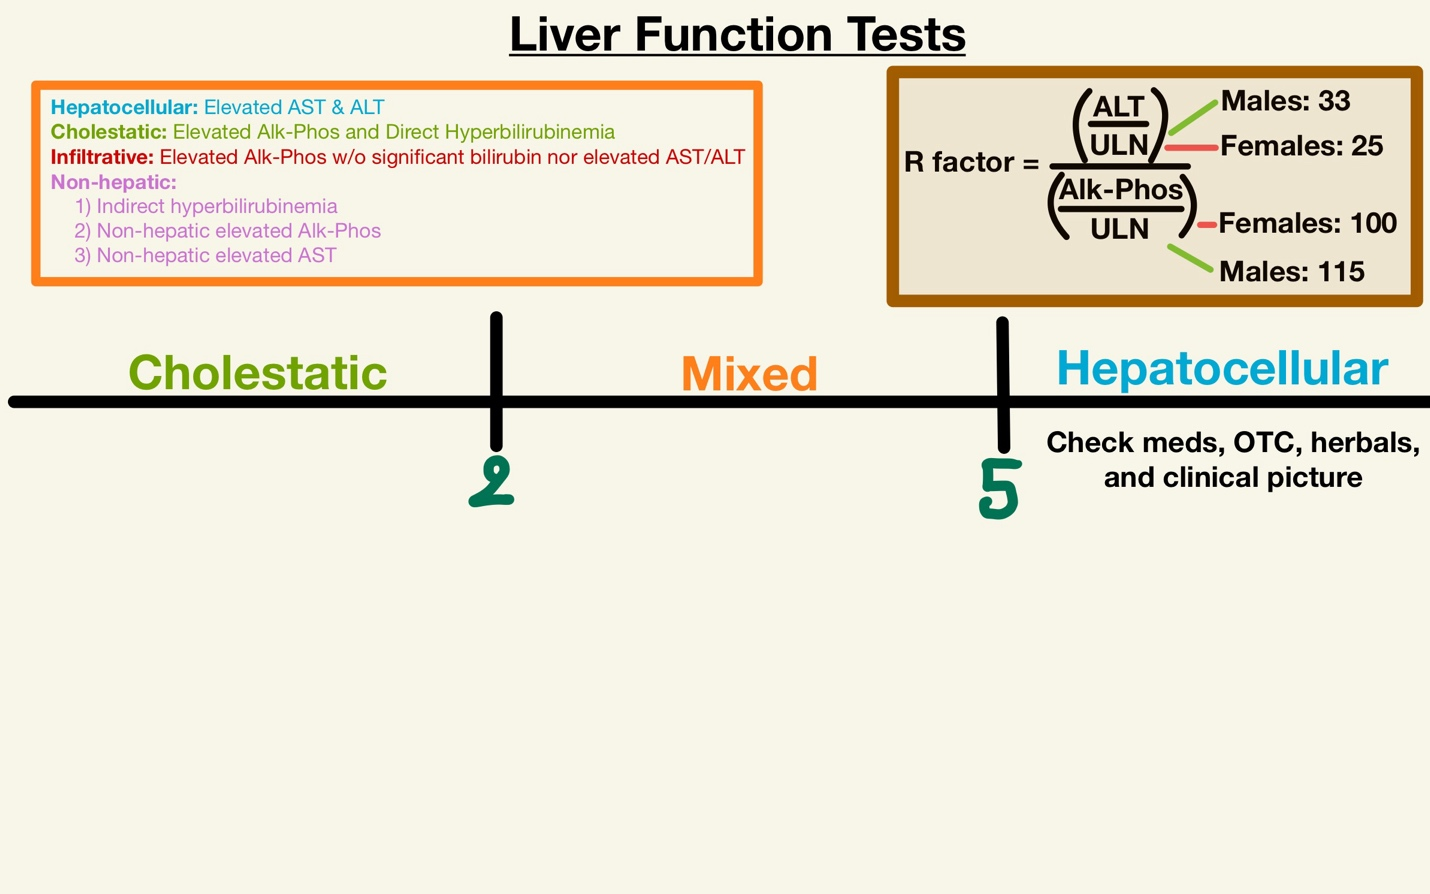 Liver Function Tests
Hepatocellular: Elevated AST & ALT
Cholestatic: Elevated Alk-Phos and Direct Hyperbilirubinemia
Infiltrative: Elevated Alk-Phos w/o significant bilirubin nor elevated AST/ALT
Non-hepatic:
1) Indirect hyperbilirubinemia
2) Non-hepatic elevated Alk-Phos
3) Non-hepatic elevated AST
R factor =
(ALT
ULN)
Males: 33
Females: 25
(Alk-Phos
ULN)
Females: 100
Males: 115
Cholestatic
Mixed
Hepatocellular
2
5
Check meds, OTC, herbals,
and clinical picture